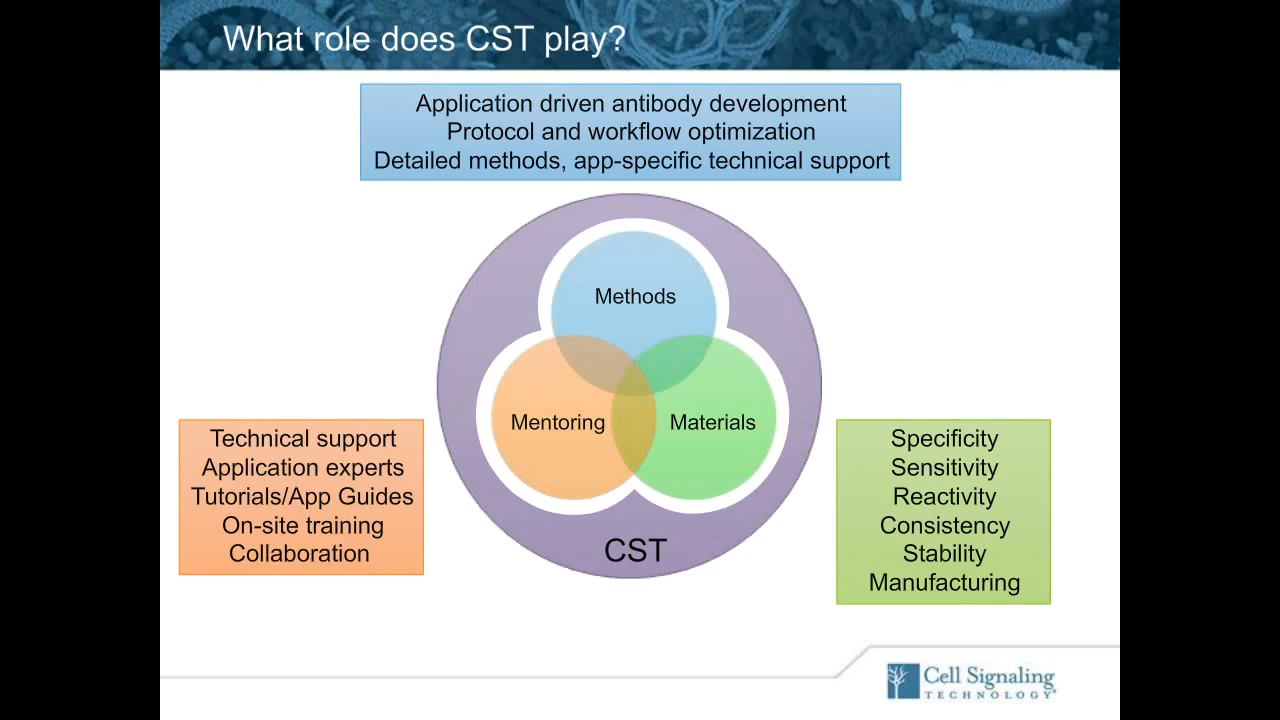 What role does CST play?
Application driven antibody development
Protocol and workflow optimization
Detailed methods, app-specific technical support
Methods
Mentoring
Materials
CST
Technical support
Application experts
Tutorials/App Guides
On-site training
Collaboration
Specificity
Sensitivity
Reactivity
Consistency
Stability
Manufacturing
Cell Signaling
TECHNOLOGY®